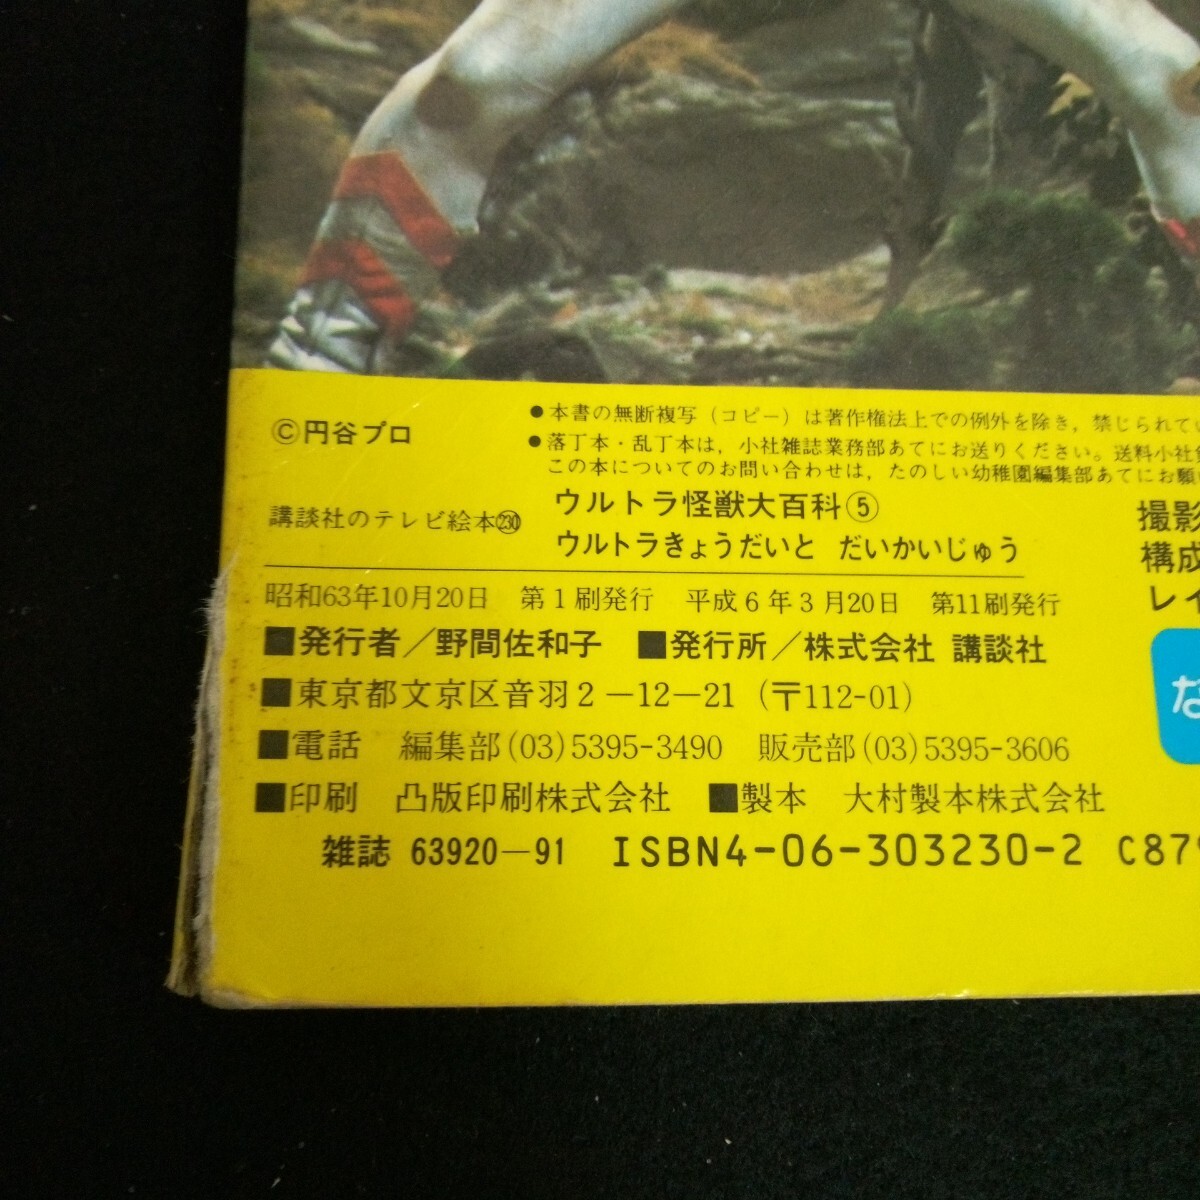 ©円谷プロ
●本書の無断複写（コピー）は著作権法上での例外を除き，禁じられてい
●落丁本・乱丁本は，小社雑誌業務部あてにお送りください。送料小社負
この本についてのお問い合わせは，たのしい幼稚園編集部あてにお願い
講談社のテレビ絵本㉚
ウルトラ怪獣大百科⑤
ウルトラきょうだいと だいかいじゅう
撮影
構成
レイ
昭和63年10月20日 第1刷発行 平成6年3月20日 第11刷発行
■発行者／野間佐和子 ■発行所／株式会社 講談社
■東京都文京区音羽2－12－21（〒112-01）
な
■電話 編集部(03)5395-3490 販売部(03)5395-3606
■印刷 凸版印刷株式会社 ■製本 大村製本株式会社
雑誌 63920－91 ISBN4-06-303230-2 C879